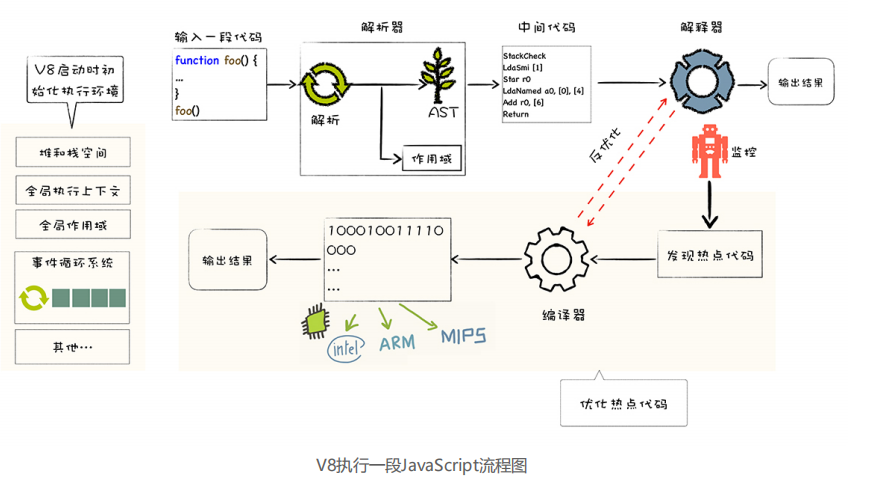 V8启动时初
始化执行环境
堆和栈空间
全局执行上下文
全局作用域
事件循环系统
其他…
输入一段代码
function foo() {
...
}
foo()
解析器
解析
AST
作用域
中间代码
StackCheck
LdaSmi [1]
Star r0
LdaNamed a0, [0], [4]
Add r0, [6]
Return
解释器
输出结果
反优化
监控
发现热点代码
编译器
10001001110
000
...
...
intel
ARM
MIPS
输出结果
优化热点代码
V8执行一段JavaScript流程图